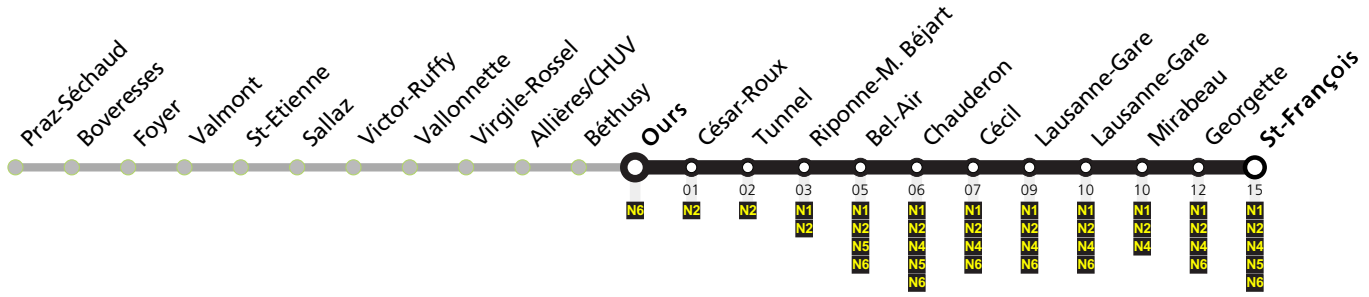 Praz-Séchaud
Boveresses
Foyer
Valmont
St-Etienne
Sallaz
Victor-Ruffy
Vallonnette
Virgile-Rossel
Allières/CHUV
Béthusy
Ours
César-Roux
Tunnel
Riponne-M. Béjart
Bel-Air
Chauderon
Cécil
Lausanne-Gare
Lausanne-Gare
Mirabeau
Georgette
St-François
01 02 03 05 06 07 09 10 10 12 15
N6 N2 N2 N1 N1 N1 N1 N1 N1 N1 N1 N1
N2 N2 N2 N2 N2 N2 N2 N2 N2
N5 N4 N4 N4 N4 N4 N4 N4
N6 N5 N6 N6 N6 N6 N5
N6 N6